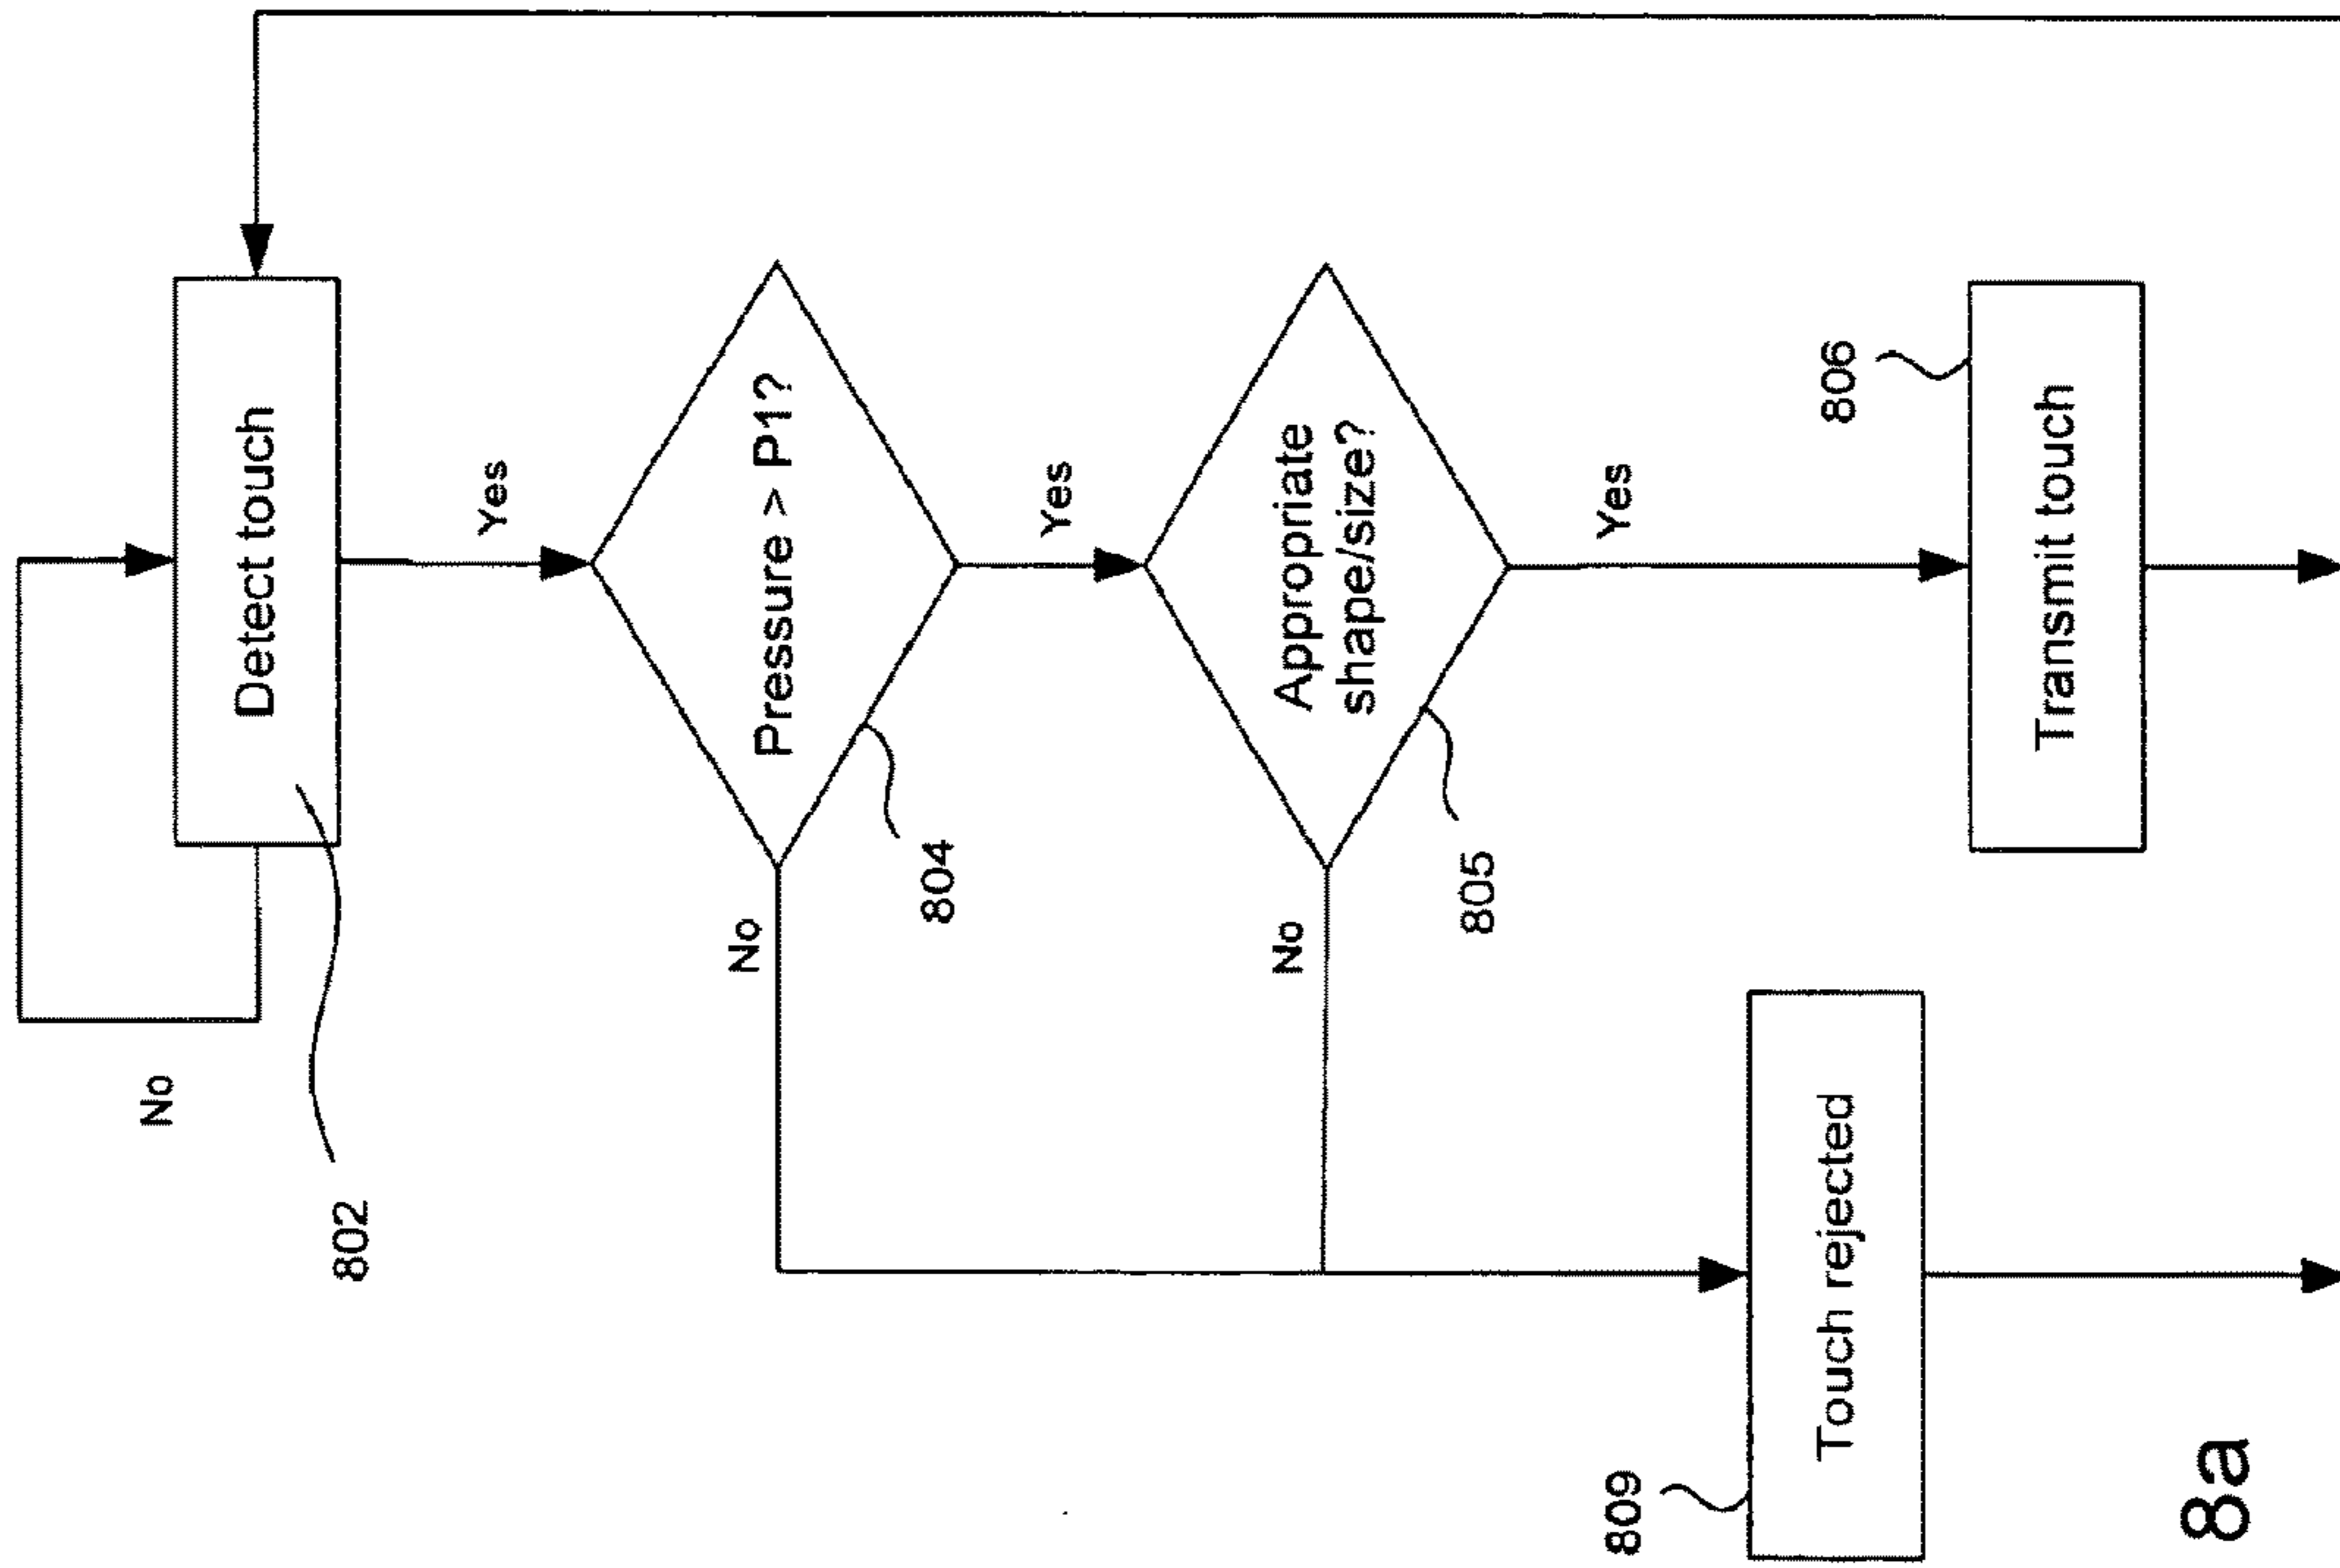 No
Detect touch
802
Yes
Pressure > P1?
No
804
Yes
Appropriate
shape/size?
No
805
Yes
806
Transmit touch
809
Touch rejected
8a